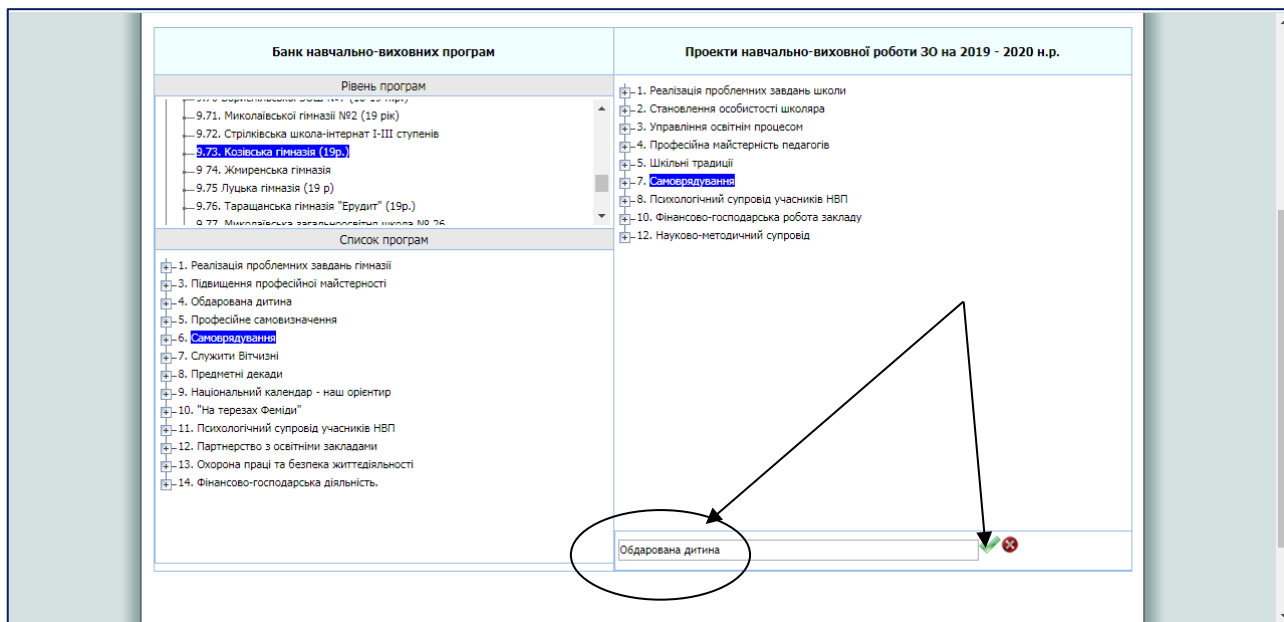 Банк навчально-виховних програм
Проекти навчально-виховної роботи ЗО на 2019 - 2020 н.р.
Рівень програм
9.71. Миколаївської гімназії №2 (19 рік)
9.72. Стрілківська школа-інтернат І-ІІІ ступенів
9.73. Козівська гімназія (19р.)
9 74. Жмиренська гімназія
9.75 Луцька гімназія (19 р)
9.76. Таращанська гімназія "Ерудит" (19р.)
9.77. Миколаївська загальноосвітня школа № 26
Список програм
1. Реалізація проблемних завдань гімназії
3. Підвищення професійної майстерності
4. Обдарована дитина
5. Професійне самовизначення
6. Самоврядування
7. Служити Вітчизні
8. Предметні декади
9. Національний календар - наш орієнтир
10. "На терезах Феміди"
11. Психологічний супровід учасників НВП
12. Партнерство з освітніми закладами
13. Охорона праці та безпека життєдіяльності
14. Фінансово-господарська діяльність.
1. Реалізація проблемних завдань школи
2. Становлення особистості школяра
3. Управління освітнім процесом
4. Професійна майстерність педагогів
5. Шкільні традиції
7. Самоврядування
8. Психологічний супровід учасників НВП
10. Фінансово-господарська робота закладу
12. Науково-методичний супровід
Обдарована дитина